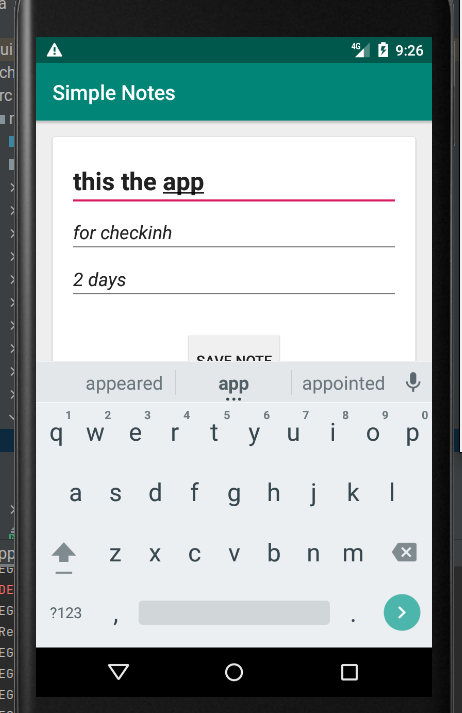 4G 9:26
Simple Notes
this the app
for checkinh
2 days
SAVE NOTE
appeared app appointed
1 2 3 4 5 6 7 8 9 0
q w e r t y u i o p
a s d f g h j k l
z x c v b n m
?123 , .